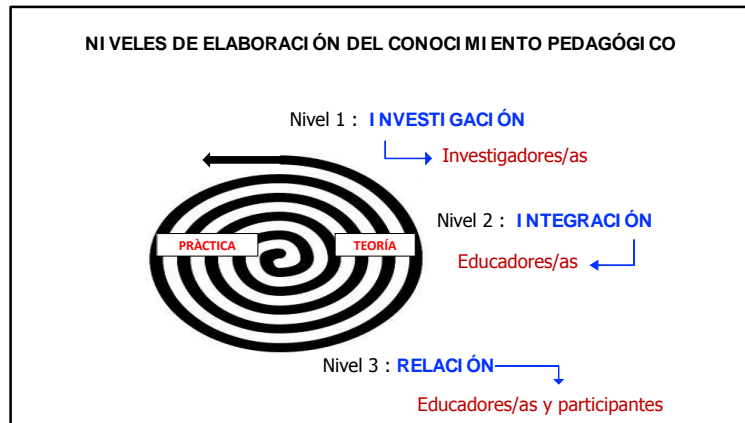 NIVELES DE ELABORACIÓN DEL CONOCIMIENTO PEDAGÓGICO
Nivel 1 : INVESTIGACIÓN
Investigadores/as
Nivel 2 : INTEGRACIÓN
PRÀCTICA
TEORÍA
Educadores/as
Nivel 3 : RELACIÓN
Educadores/as y participantes